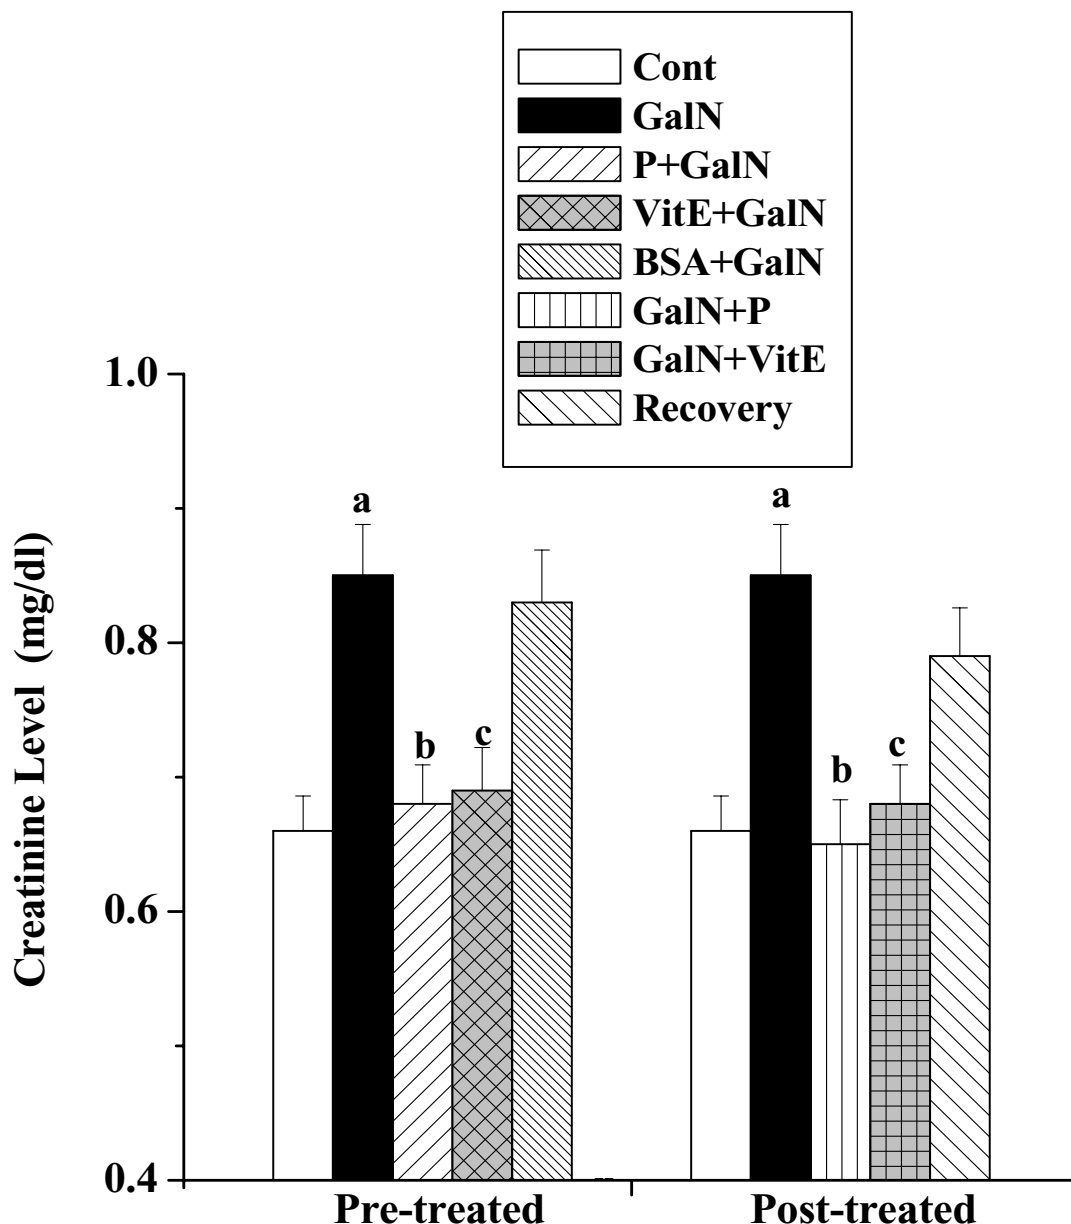 Cont
GalN
P+GalN
VitE+GalN
BSA+GalN
GalN+P
GalN+VitE
Recovery
1.0
a
a
0.8
b
c
b
c
0.6
0.4
Creatinine Level (mg/dl)
Pre-treated
Post-treated